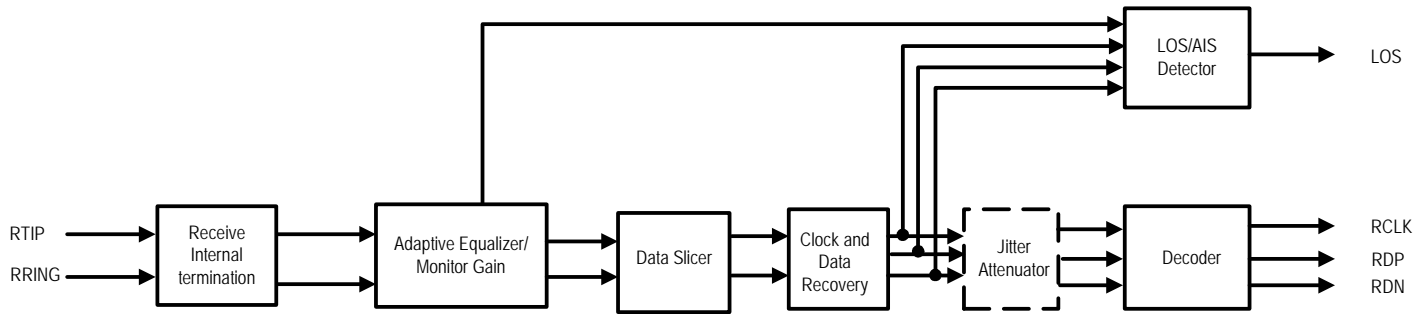 LOS/AIS
Detector
LOS
RTIP
RRING
Receive
Internal
termination
Adaptive Equalizer/
Monitor Gain
Data Slicer
Clock and
Data
Recovery
Jitter
Attenuator
Decoder
RCLK
RDP
RDN